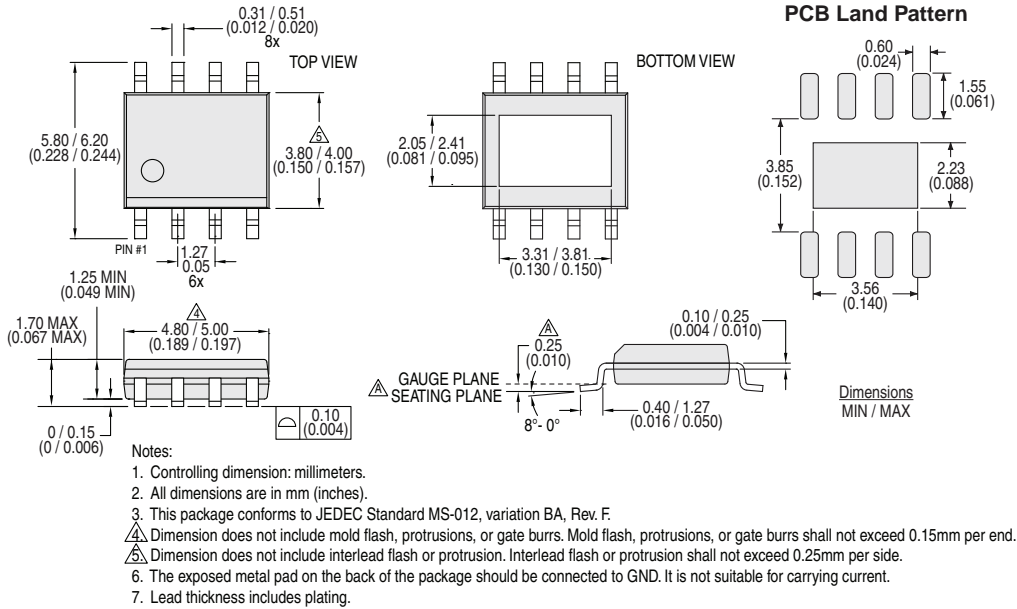 PCB Land Pattern
0.31 / 0.51
(0.012 / 0.020)
8x
TOP VIEW
5.80 / 6.20
(0.228 / 0.244)
5
3.80 / 4.00
(0.150 / 0.157)
PIN #1
1.27
0.05
6x
BOTTOM VIEW
2.05 / 2.41
(0.081 / 0.095)
3.31 / 3.81
(0.130 / 0.150)
0.60
(0.024)
1.55
(0.061)
3.85
(0.152)
2.23
(0.088)
3.56
(0.140)
1.25 MIN
(0.049 MIN)
1.70 MAX
(0.067 MAX)
4
4.80 / 5.00
(0.189 / 0.197)
0 / 0.15
(0 / 0.006)
0.10
(0.004)
A
0.25
(0.010)
A
GAUGE PLANE
SEATING PLANE
8°- 0°
0.10 / 0.25
(0.004 / 0.010)
0.40 / 1.27
(0.016 / 0.050)
Dimensions
MIN / MAX
Notes:
1. Controlling dimension: millimeters.
2. All dimensions are in mm (inches).
3. This package conforms to JEDEC Standard MS-012, variation BA, Rev. F.
4. Dimension does not include mold flash, protrusions, or gate burrs. Mold flash, protrusions, or gate burrs shall not exceed 0.15mm per end.
5. Dimension does not include interlead flash or protrusion. Interlead flash or protrusion shall not exceed 0.25mm per side.
6. The exposed metal pad on the back of the package should be connected to GND. It is not suitable for carrying current.
7. Lead thickness includes plating.